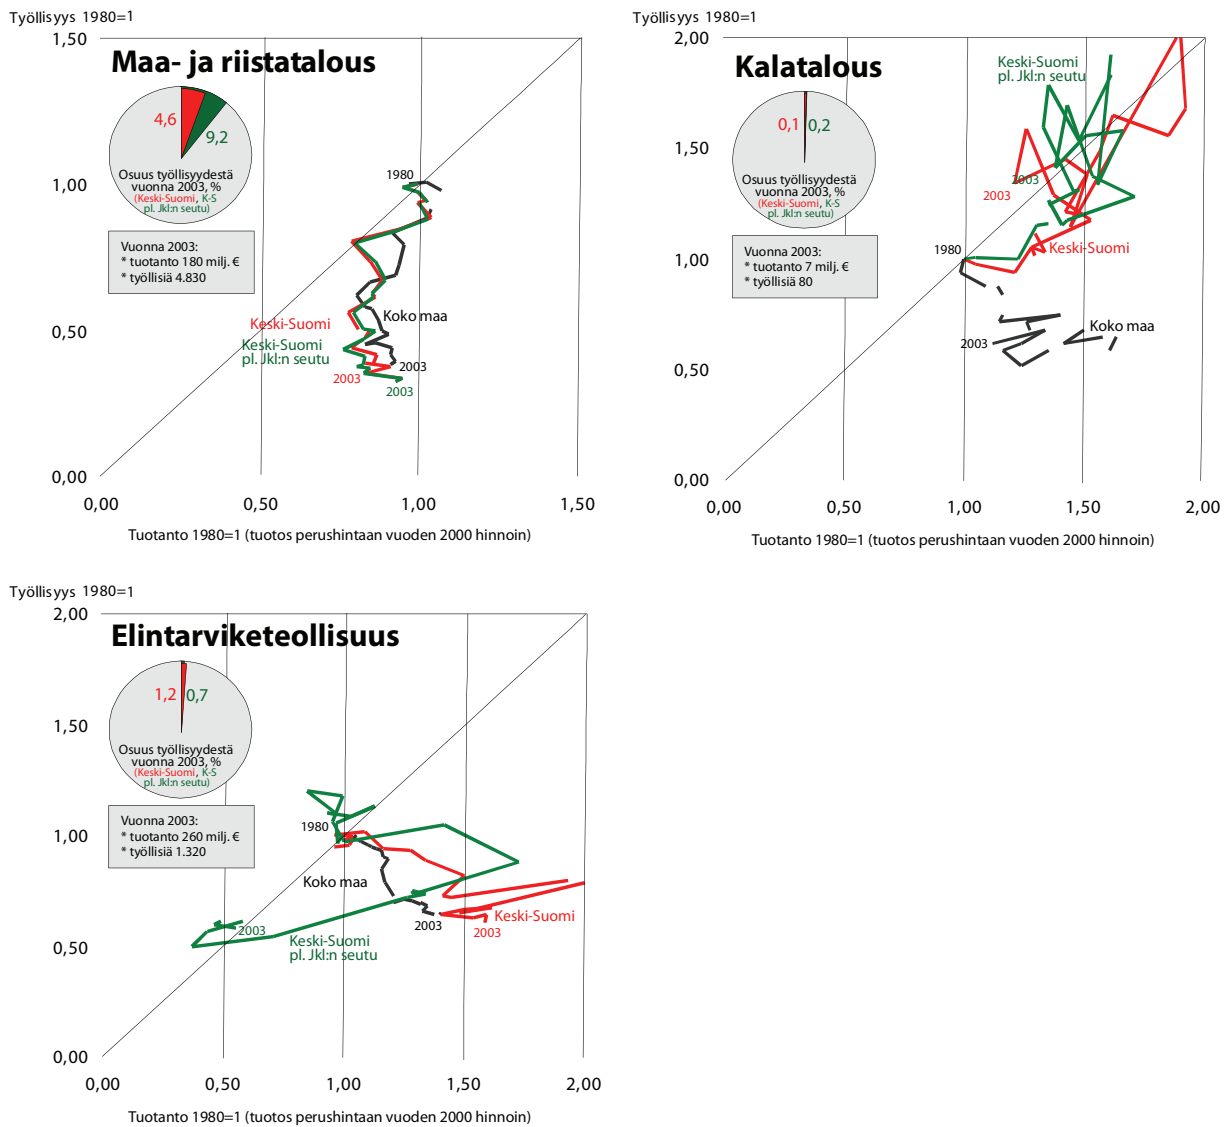 Työllisyys 1980=1
1,50
Maa- ja riistatalous
4,6
9,2
Osuus työllisyydestä
vuonna 2003, %
(Keski-Suomi, K-S
pl. Jkl:n seutu)
Vuonna 2003:
* tuotanto 180 milj. €
* työllisiä 4.830
1980
1,00
Koko maa
Keski-Suomi
0,50
Keski-Suomi
pl. Jkl:n seutu
2003
2003
2003
0,00
0,00
0,50
1,00
1,50
Tuotanto 1980=1 (tuotos perushintaan vuoden 2000 hinnoin)
Työllisyys 1980=1
2,00
Kalatalous
Keski-Suomi
pl. Jkl:n seutu
0,1
0,2
Osuus työllisyydestä
vuonna 2003, %
(Keski-Suomi, K-S
pl. Jkl:n seutu)
1,50
2003
2003
Vuonna 2003:
* tuotanto 7 milj. €
* työllisiä 80
1980
Keski-Suomi
1,00
Koko maa
2003
0,50
0,00
0,00
0,50
1,00
1,50
2,00
Tuotanto 1980=1 (tuotos perushintaan vuoden 2000 hinnoin)
Työllisyys 1980=1
2,00
Elintarviketeollisuus
1,2
0,7
Osuus työllisyydestä
vuonna 2003, %
(Keski-Suomi, K-S
pl. Jkl:n seutu)
1,50
Vuonna 2003:
* tuotanto 260 milj. €
* työllisiä 1.320
1980
1,00
Koko maa
Keski-Suomi
2003
2003
2003
Keski-Suomi
pl. Jkl:n seutu
0,50
0,00
0,00
0,50
1,00
1,50
2,00
Tuotanto 1980=1 (tuotos perushintaan vuoden 2000 hinnoin)